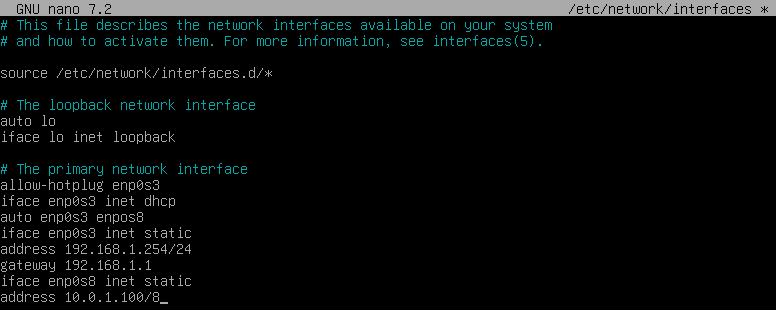 GNU nano 7.2 /etc/network/interfaces *
# This file describes the network interfaces available on your system
# and how to activate them. For more information, see interfaces(5).
source /etc/network/interfaces.d/*
# The loopback network interface
auto lo
iface lo inet loopback
# The primary network interface
allow-hotplug enp0s3
iface enp0s3 inet dhcp
auto enp0s3 enpos8
iface enp0s3 inet static
address 192.168.1.254/24
gateway 192.168.1.1
iface enp0s8 inet static
address 10.0.1.100/8